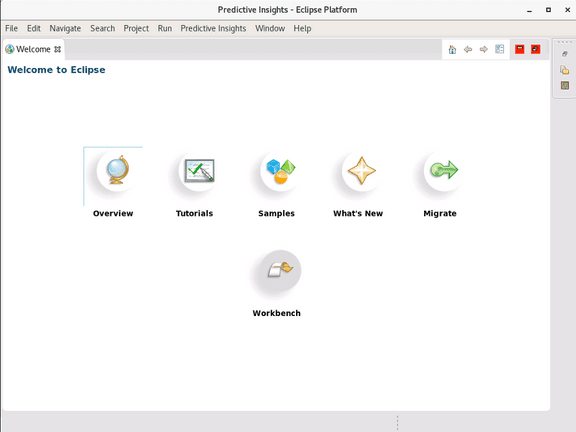 Predictive Insights - Eclipse Platform
File Edit Navigate Search Project Run Predictive Insights Window Help
Welcome
Welcome to Eclipse
Overview Tutorials Samples What's New Migrate
Workbench